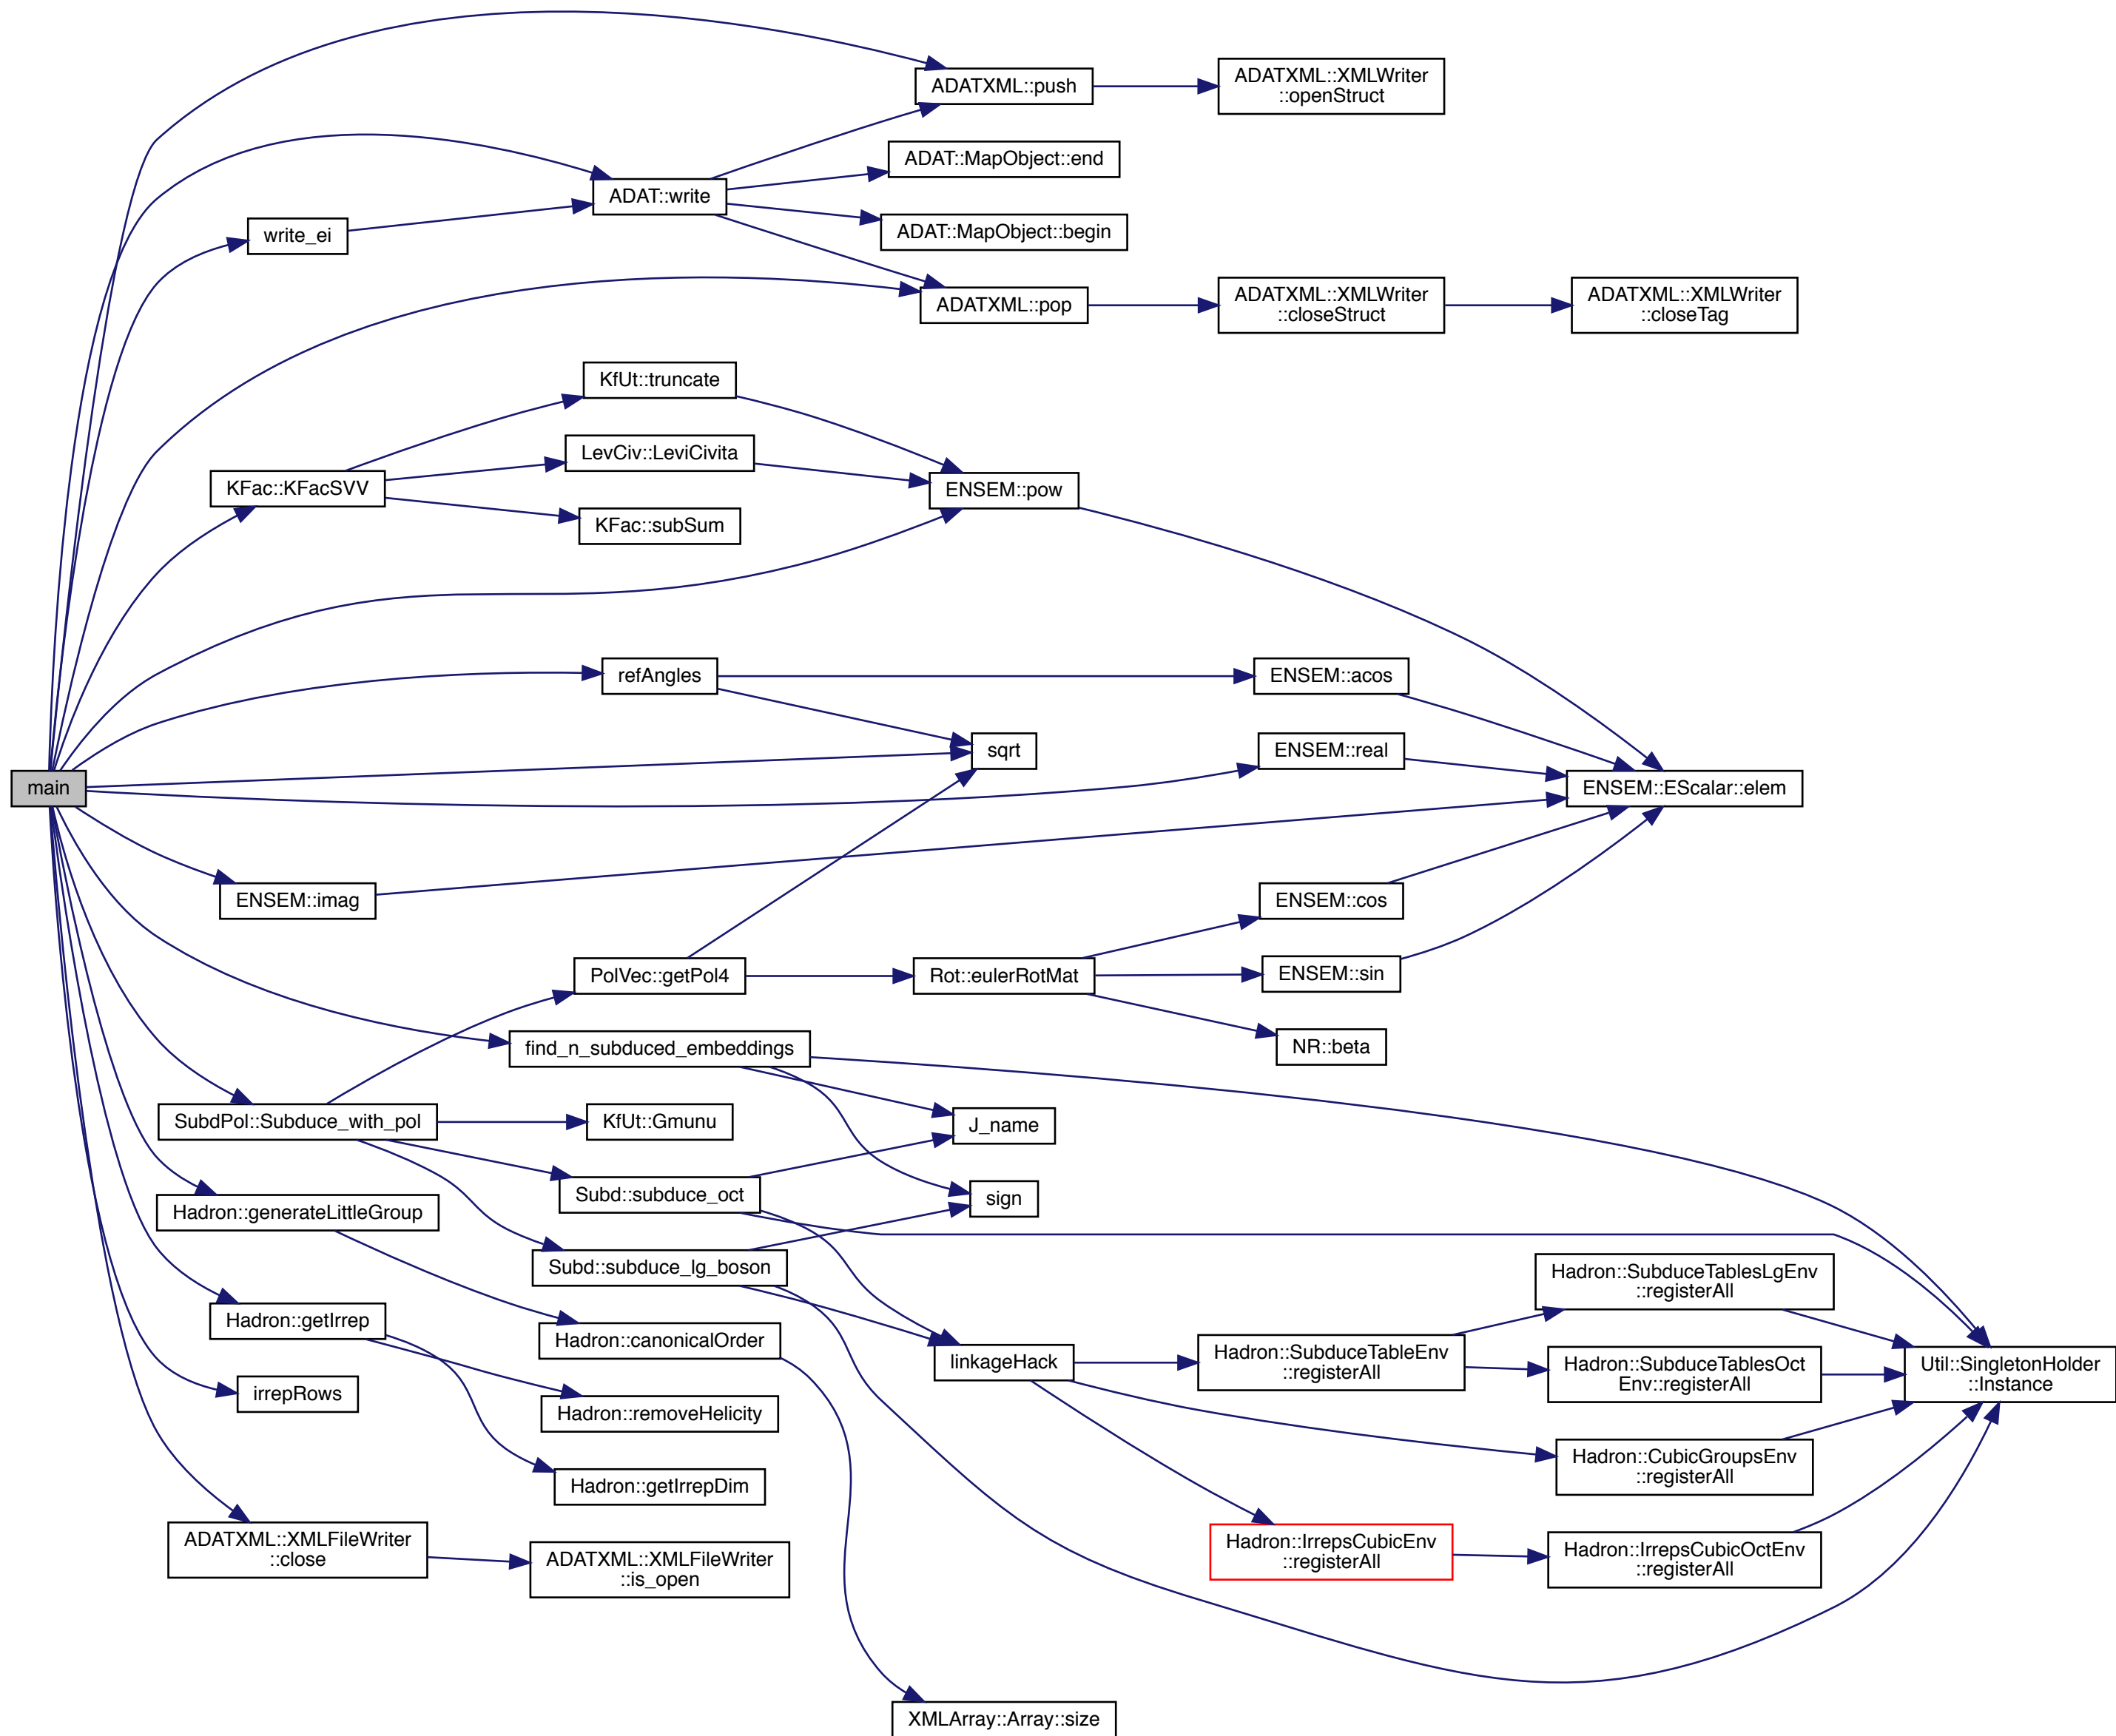 ADATXML::push
ADATXML::XMLWriter
::openStruct
ADAT::MapObject::end
ADAT::write
write_ei
ADAT::MapObject::begin
ADATXML::pop
ADATXML::XMLWriter
::closeStruct
ADATXML::XMLWriter
::closeTag
KfUt::truncate
LevCiv::LeviCivita
KFac::KFacSVV
ENSEM::pow
KFac::subSum
refAngles
ENSEM::acos
sqrt
ENSEM::real
main
ENSEM::EScalar::elem
ENSEM::imag
ENSEM::cos
PolVec::getPol4
Rot::eulerRotMat
ENSEM::sin
find_n_subduced_embeddings
NR::beta
SubdPol::Subduce_with_pol
KfUt::Gmunu
J_name
Subd::subduce_oct
sign
Hadron::generateLittleGroup
Subd::subduce_lg_boson
Hadron::SubduceTablesLgEnv
::registerAll
Hadron::getIrrep
Hadron::canonicalOrder
linkageHack
Hadron::SubduceTableEnv
::registerAll
Hadron::SubduceTablesOct
Env::registerAll
Util::SingletonHolder
::Instance
irrepRows
Hadron::removeHelicity
Hadron::CubicGroupsEnv
::registerAll
Hadron::getIrrepDim
ADATXML::XMLFileWriter
::close
ADATXML::XMLFileWriter
::is_open
Hadron::IrrepsCubicEnv
::registerAll
Hadron::IrrepsCubicOctEnv
::registerAll
XMLArray::Array::size